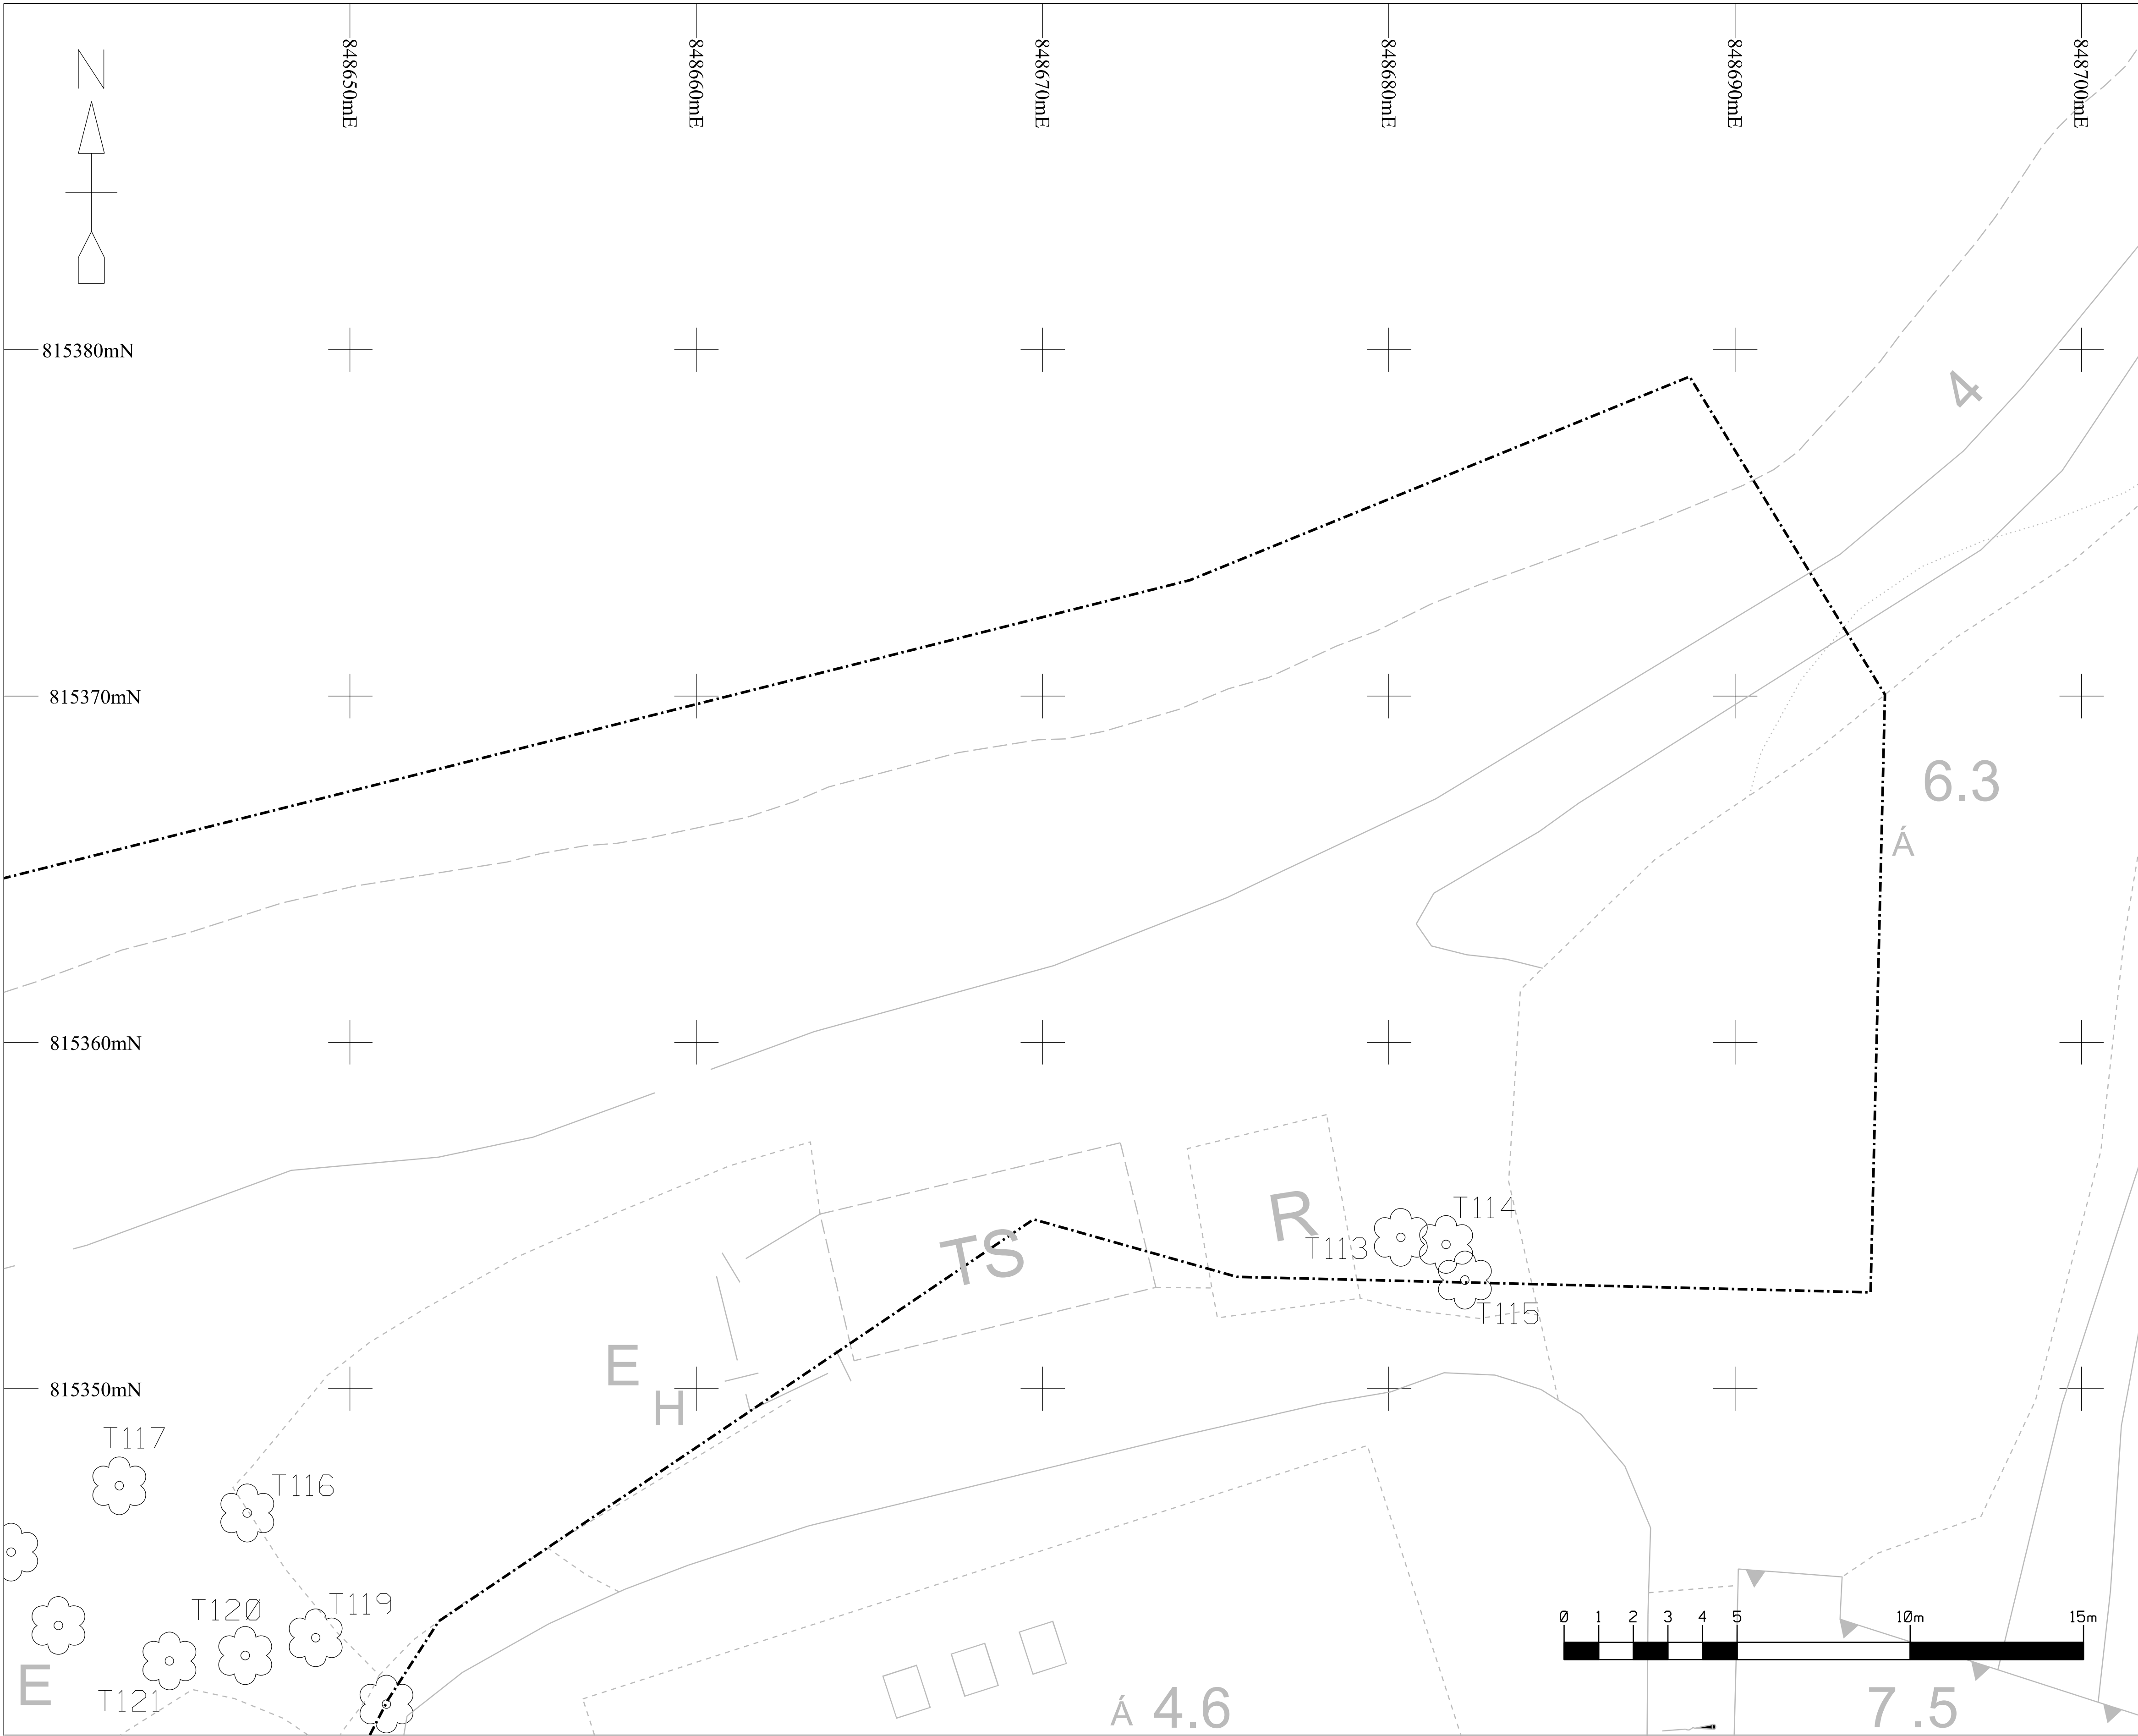 N
848650mE
848660mE
848670mE
848680mE
848690mE
848700mE
815380mN
4
815370mN
6.3
Á
815360mN
R
T114
T113
TS
T115
E
H
815350mN
T117
T116
T120
T119
0 1 2 3 4 5 10m 15m
E
T121
Á 4.6
7.5